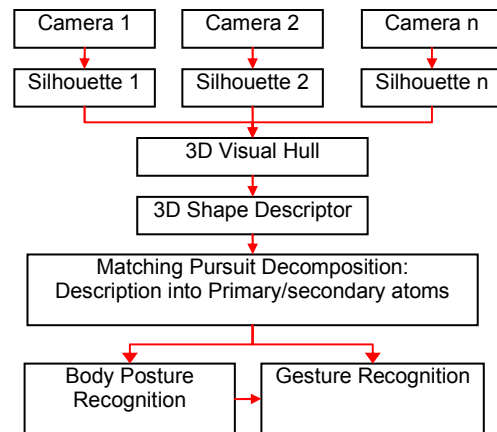 Camera 1
Camera 2
Camera n
Silhouette 1
Silhouette 2
Silhouette n
3D Visual Hull
3D Shape Descriptor
Matching Pursuit Decomposition:
Description into Primary/secondary atoms
Body Posture
Recognition
Gesture Recognition